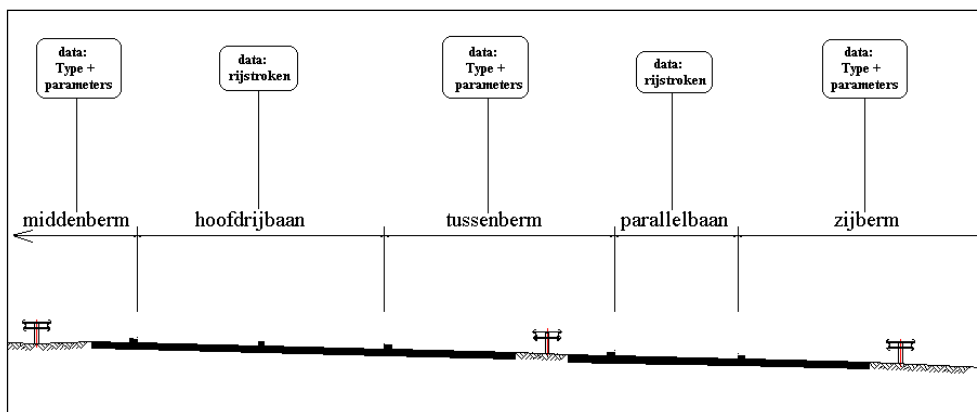 data:
Type +
parameters
data:
rijstroken
data:
Type +
parameters
data:
rijstroken
data:
Type +
parameters
middenberm
hoofdrijbaan
tussenberm
parallelbaan
zijberm